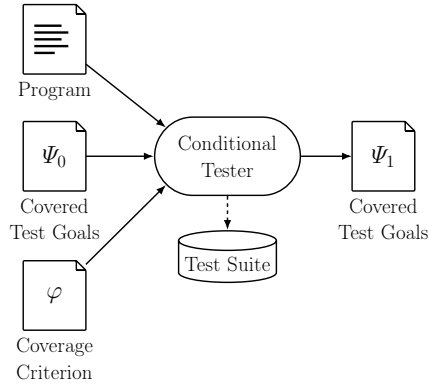 Program
Ψ0
Covered
Test Goals
φ
Coverage
Criterion
Conditional
Tester
Test Suite
Ψ1
Covered
Test Goals